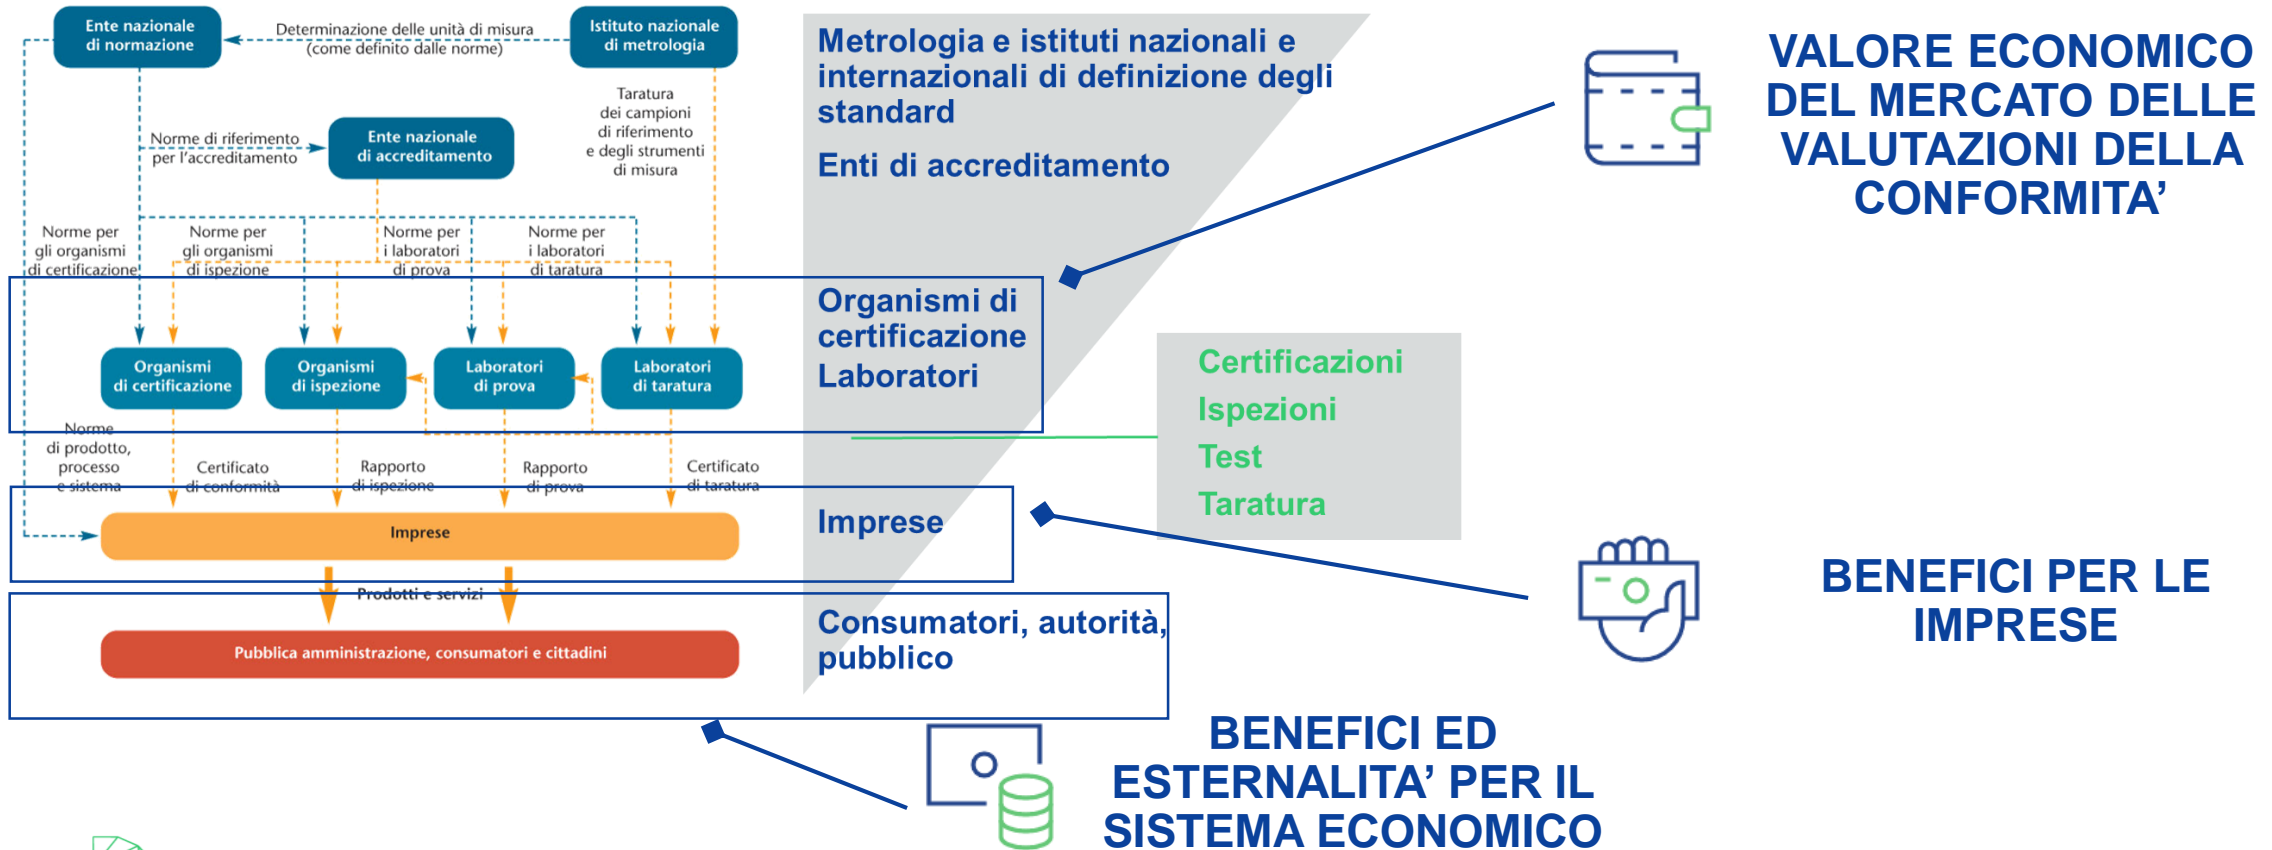 Ente nazionale
di normazione
Determinazione delle unità di misura
(come definito dalle norme)
Istituto nazionale
di metrologia
Taratura
dei campioni
di riferimento
e degli strumenti
di misura
Norme di riferimento
per l'accreditamento
Ente nazionale
di accreditamento
Norme per
gli organismi
di certificazione
Norme per
gli organismi
di ispezione
Norme per
i laboratori
di prova
Norme per
i laboratori
di taratura
Organismi
di certificazione
Organismi
di ispezione
Laboratori
di prova
Laboratori
di taratura
Norme
di prodotto,
processo
e sistema
Certificato
di conformità
Rapporto
di ispezione
Rapporto
di prova
Certificato
di taratura
Imprese
Prodotti e servizi
Pubblica amministrazione, consumatori e cittadini
Metrologia e istituti nazionali e
internazionali di definizione degli
standard
Enti di accreditamento
Organismi di
certificazione
Laboratori
Imprese
Consumatori, autorità,
pubblico
Certificazioni
Ispezioni
Test
Taratura
VALORE ECONOMICO
DEL MERCATO DELLE
VALUTAZIONI DELLA
CONFORMITA’
BENEFICI PER LE
IMPRESE
BENEFICI ED
ESTERNALITA’ PER IL
SISTEMA ECONOMICO